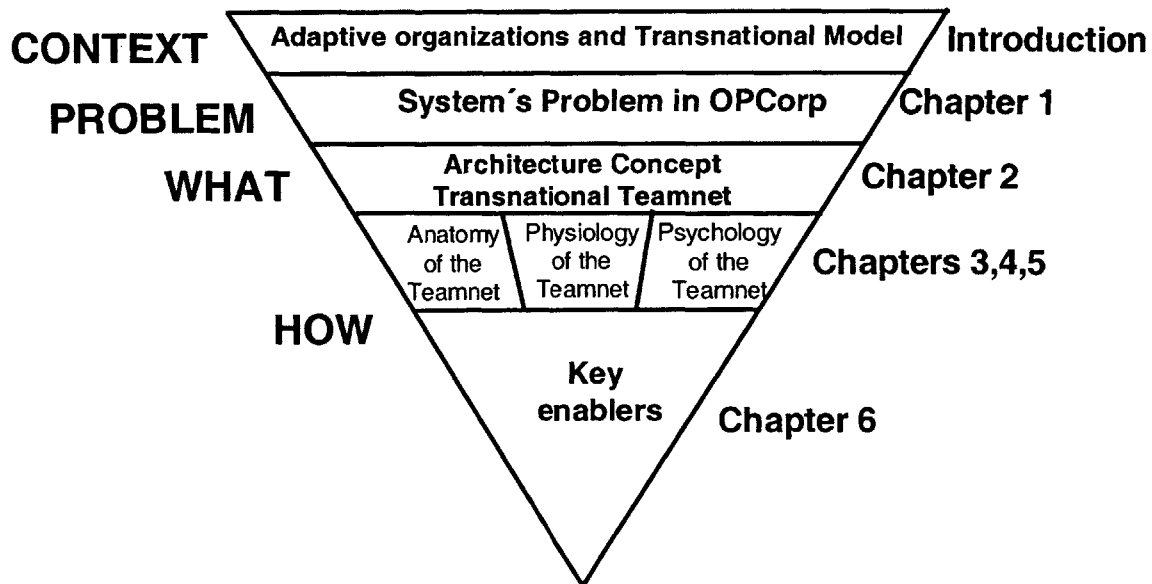 CONTEXT
Adaptive organizations and Transnational Model
Introduction
PROBLEM
System´s Problem in OPCorp
Chapter 1
WHAT
Architecture Concept
Transnational Teamnet
Chapter 2
Anatomy
of the
Teamnet
Physiology
of the
Teamnet
Psychology
of the
Teamnet
Chapters 3,4,5
HOW
Key
enablers
Chapter 6